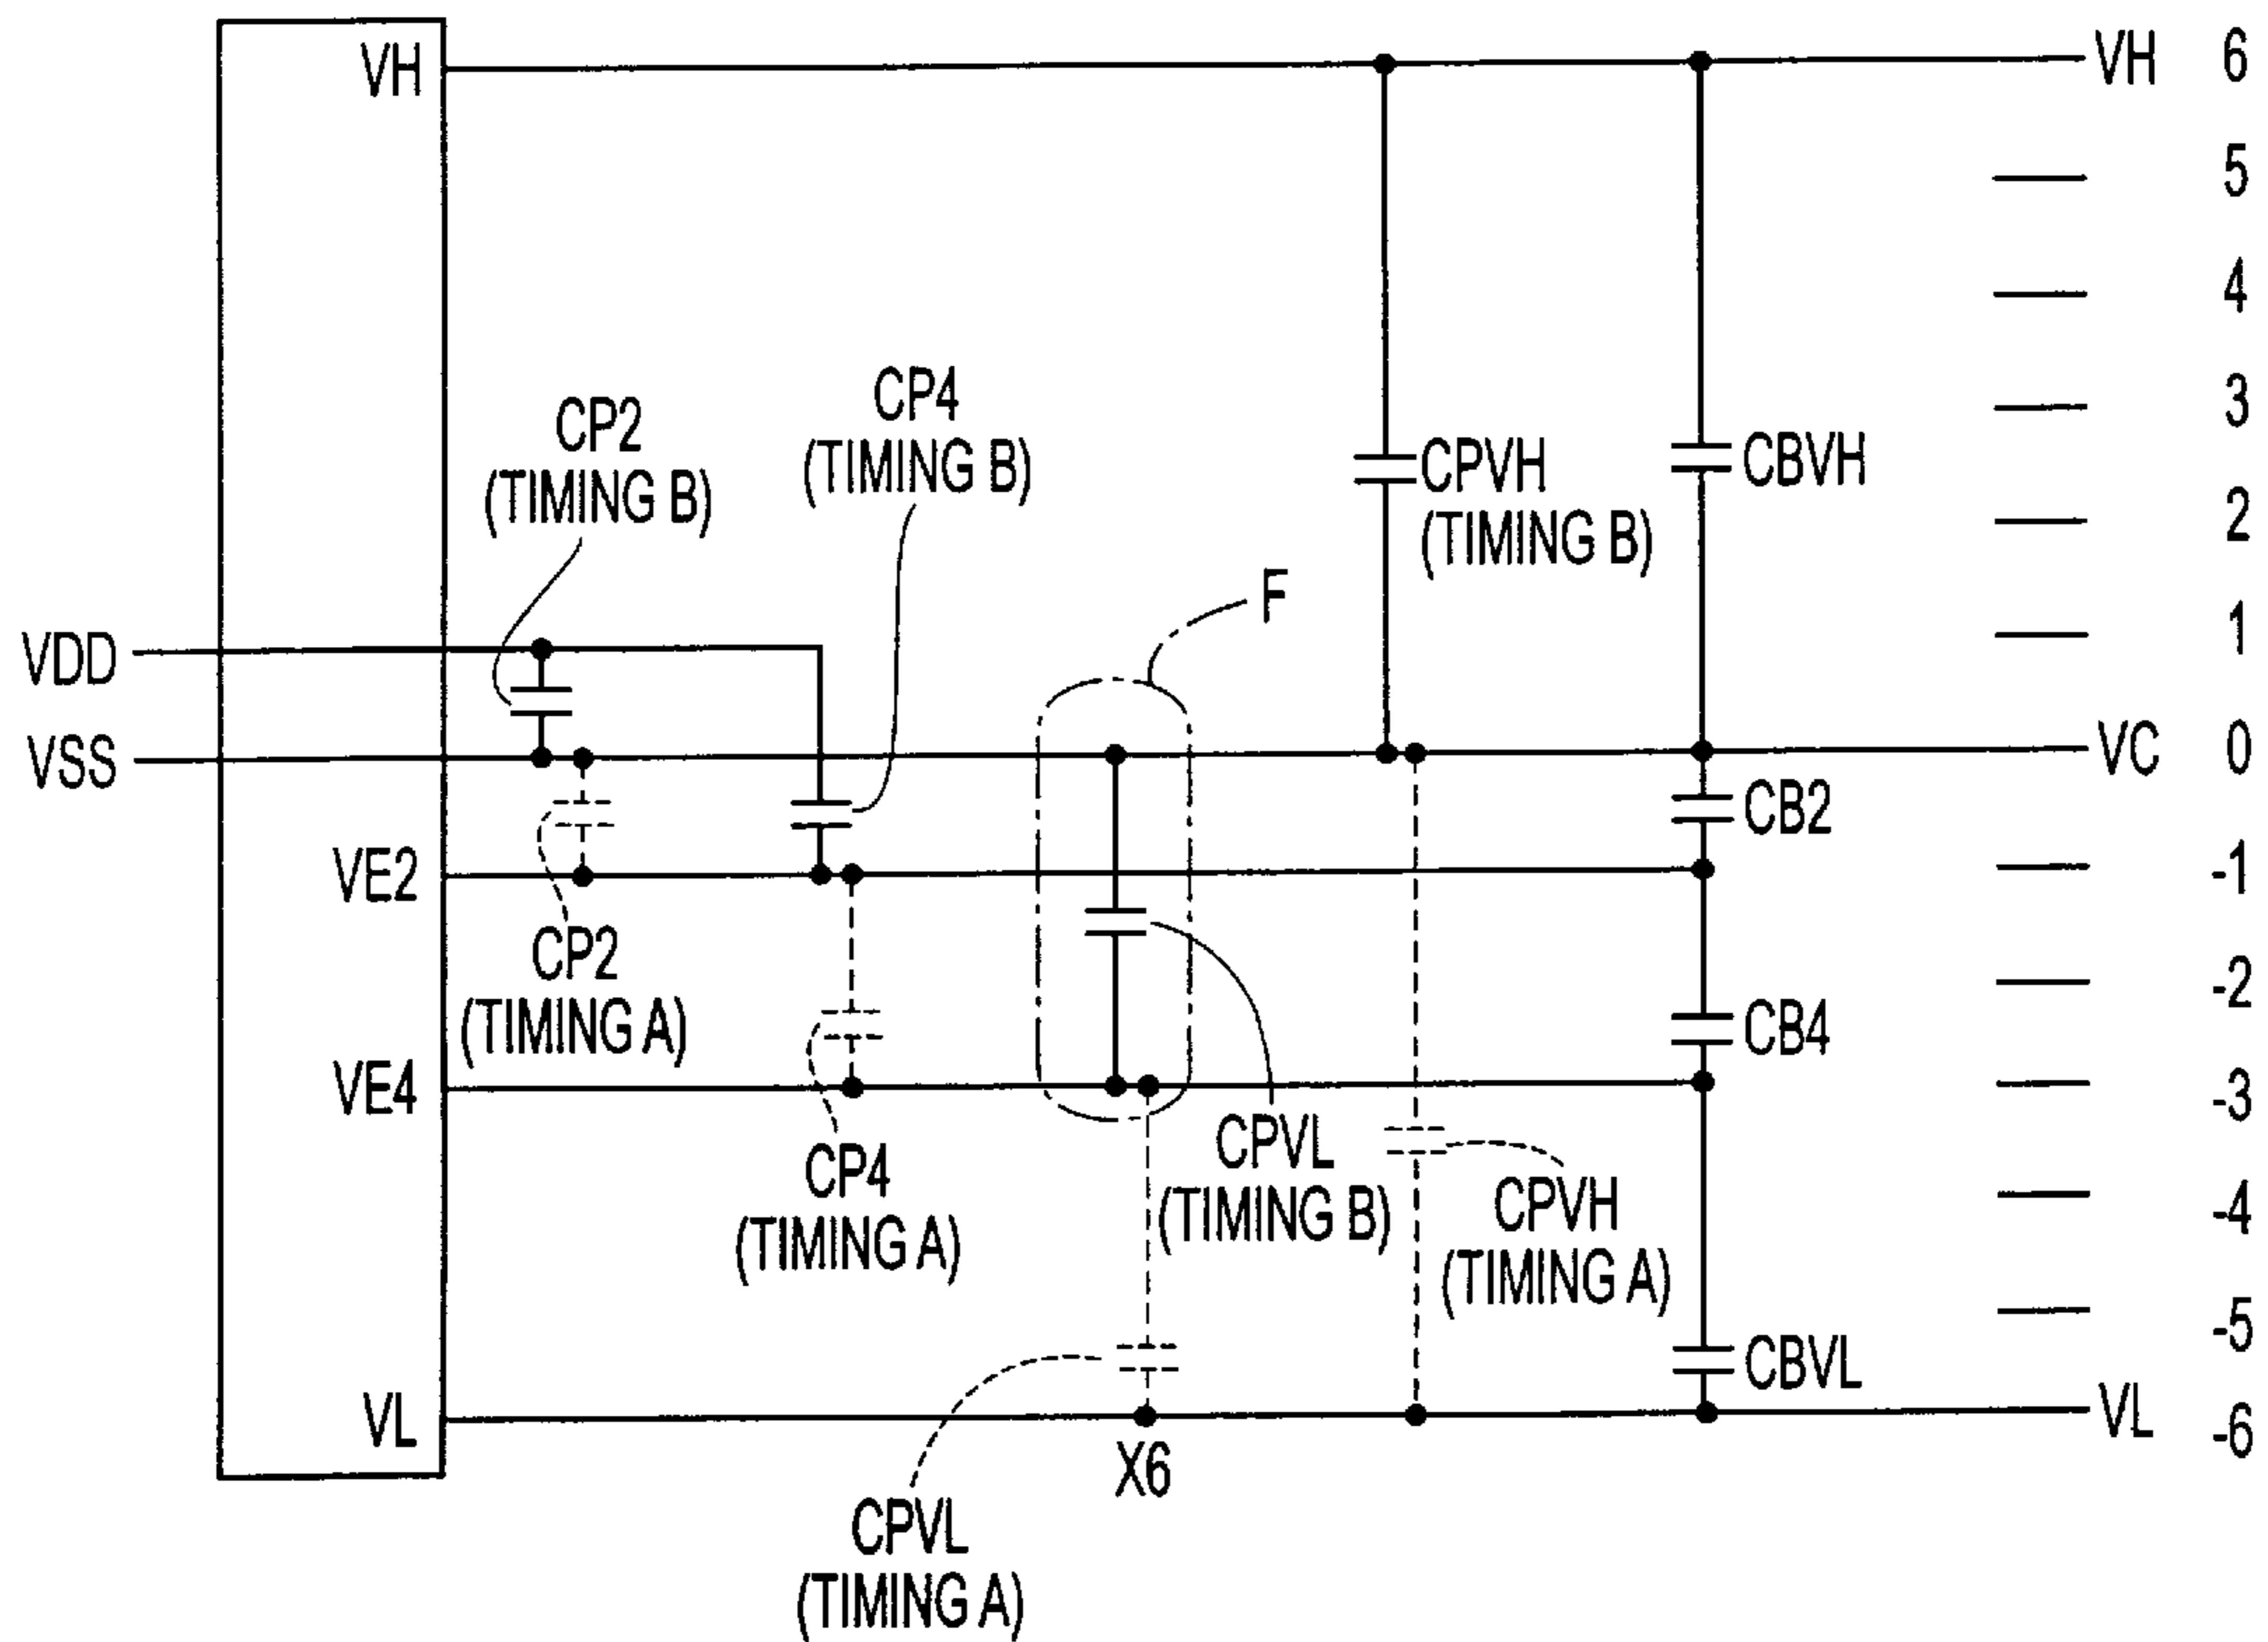 VH
VH 6
5
4
CP2
(TIMING B)
CP4
(TIMING B)
3
CPVH
(TIMING B)
CBVH
2
F
1
VDD
VSS
VC 0
CB2
VE2
-1
CP2
(TIMING A)
-2
CB4
VE4
-3
CP4
(TIMING A)
CPVL
(TIMING B)
CPVH
(TIMING A)
-4
-5
CBVL
VL
VL -6
X6
CPVL
(TIMING A)